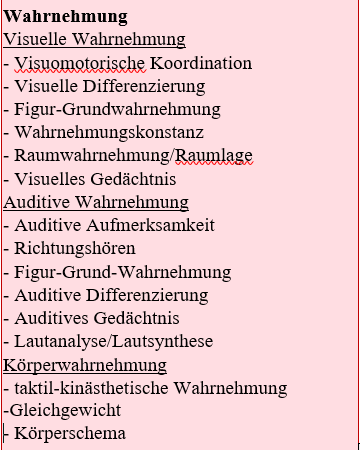 Wahrnehmung
Visuelle Wahrnehmung
- Visuomotorische Koordination
- Visuelle Differenzierung
- Figur-Grundwahrnehmung
- Wahrnehmungskonstanz
- Raumwahrnehmung/Raumlage
- Visuelles Gedächtnis
Auditive Wahrnehmung
- Auditive Aufmerksamkeit
- Richtungshören
- Figur-Grund-Wahrnehmung
- Auditive Differenzierung
- Auditives Gedächtnis
- Lautanalyse/Lautsynthese
Körperwahrnehmung
- taktil-kinästhetische Wahrnehmung
-Gleichgewicht
- Körperschema